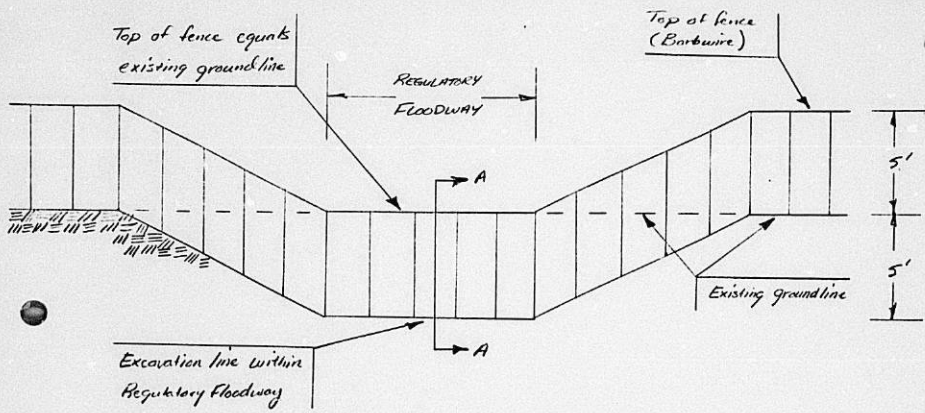 Top of fence equals
existing groundline
REGULATORY
FLOODWAY
Top of fence
(Barbwire)
A
5'
5'
Existing groundline
A
Excavation line within
Regulatory Floodway